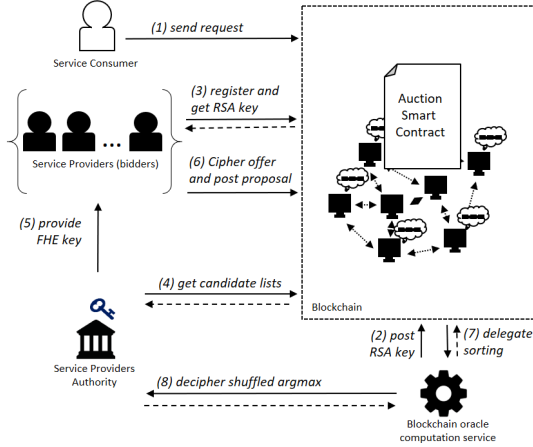 (1) send request
Service Consumer
(3) register and
get RSA key
Auction
Smart
Contract
...
Service Providers (bidders)
(6) Cipher offer
and post proposal
(5) provide
FHE key
(4) get candidate lists
Blockchain
(2) post
RSA key
(7) delegate
sorting
Service Providers
Authority
(8) decipher shuffled argmax
Blockchain oracle
computation service